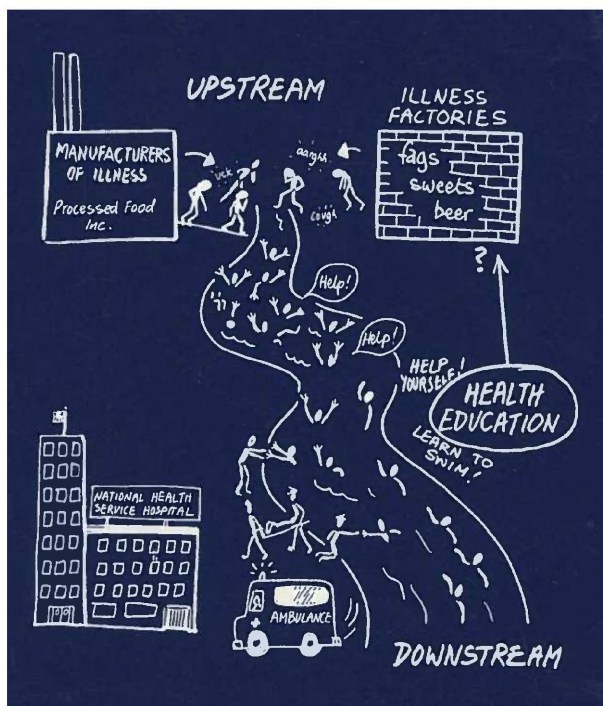 UPSTREAM
ILLNESS
FACTORIES
MANUFACTURERS
OF ILLNESS
Processed Food
Inc.
uck
aarghh
cough
fags
sweets
beer
?
Help!
Help!
HELP
YOURSELF!
HEALTH
EDUCATION
LEARN TO
SWIM!
NATIONAL HEALTH
SERVICE HOSPITAL
AMBULANCE
DOWNSTREAM